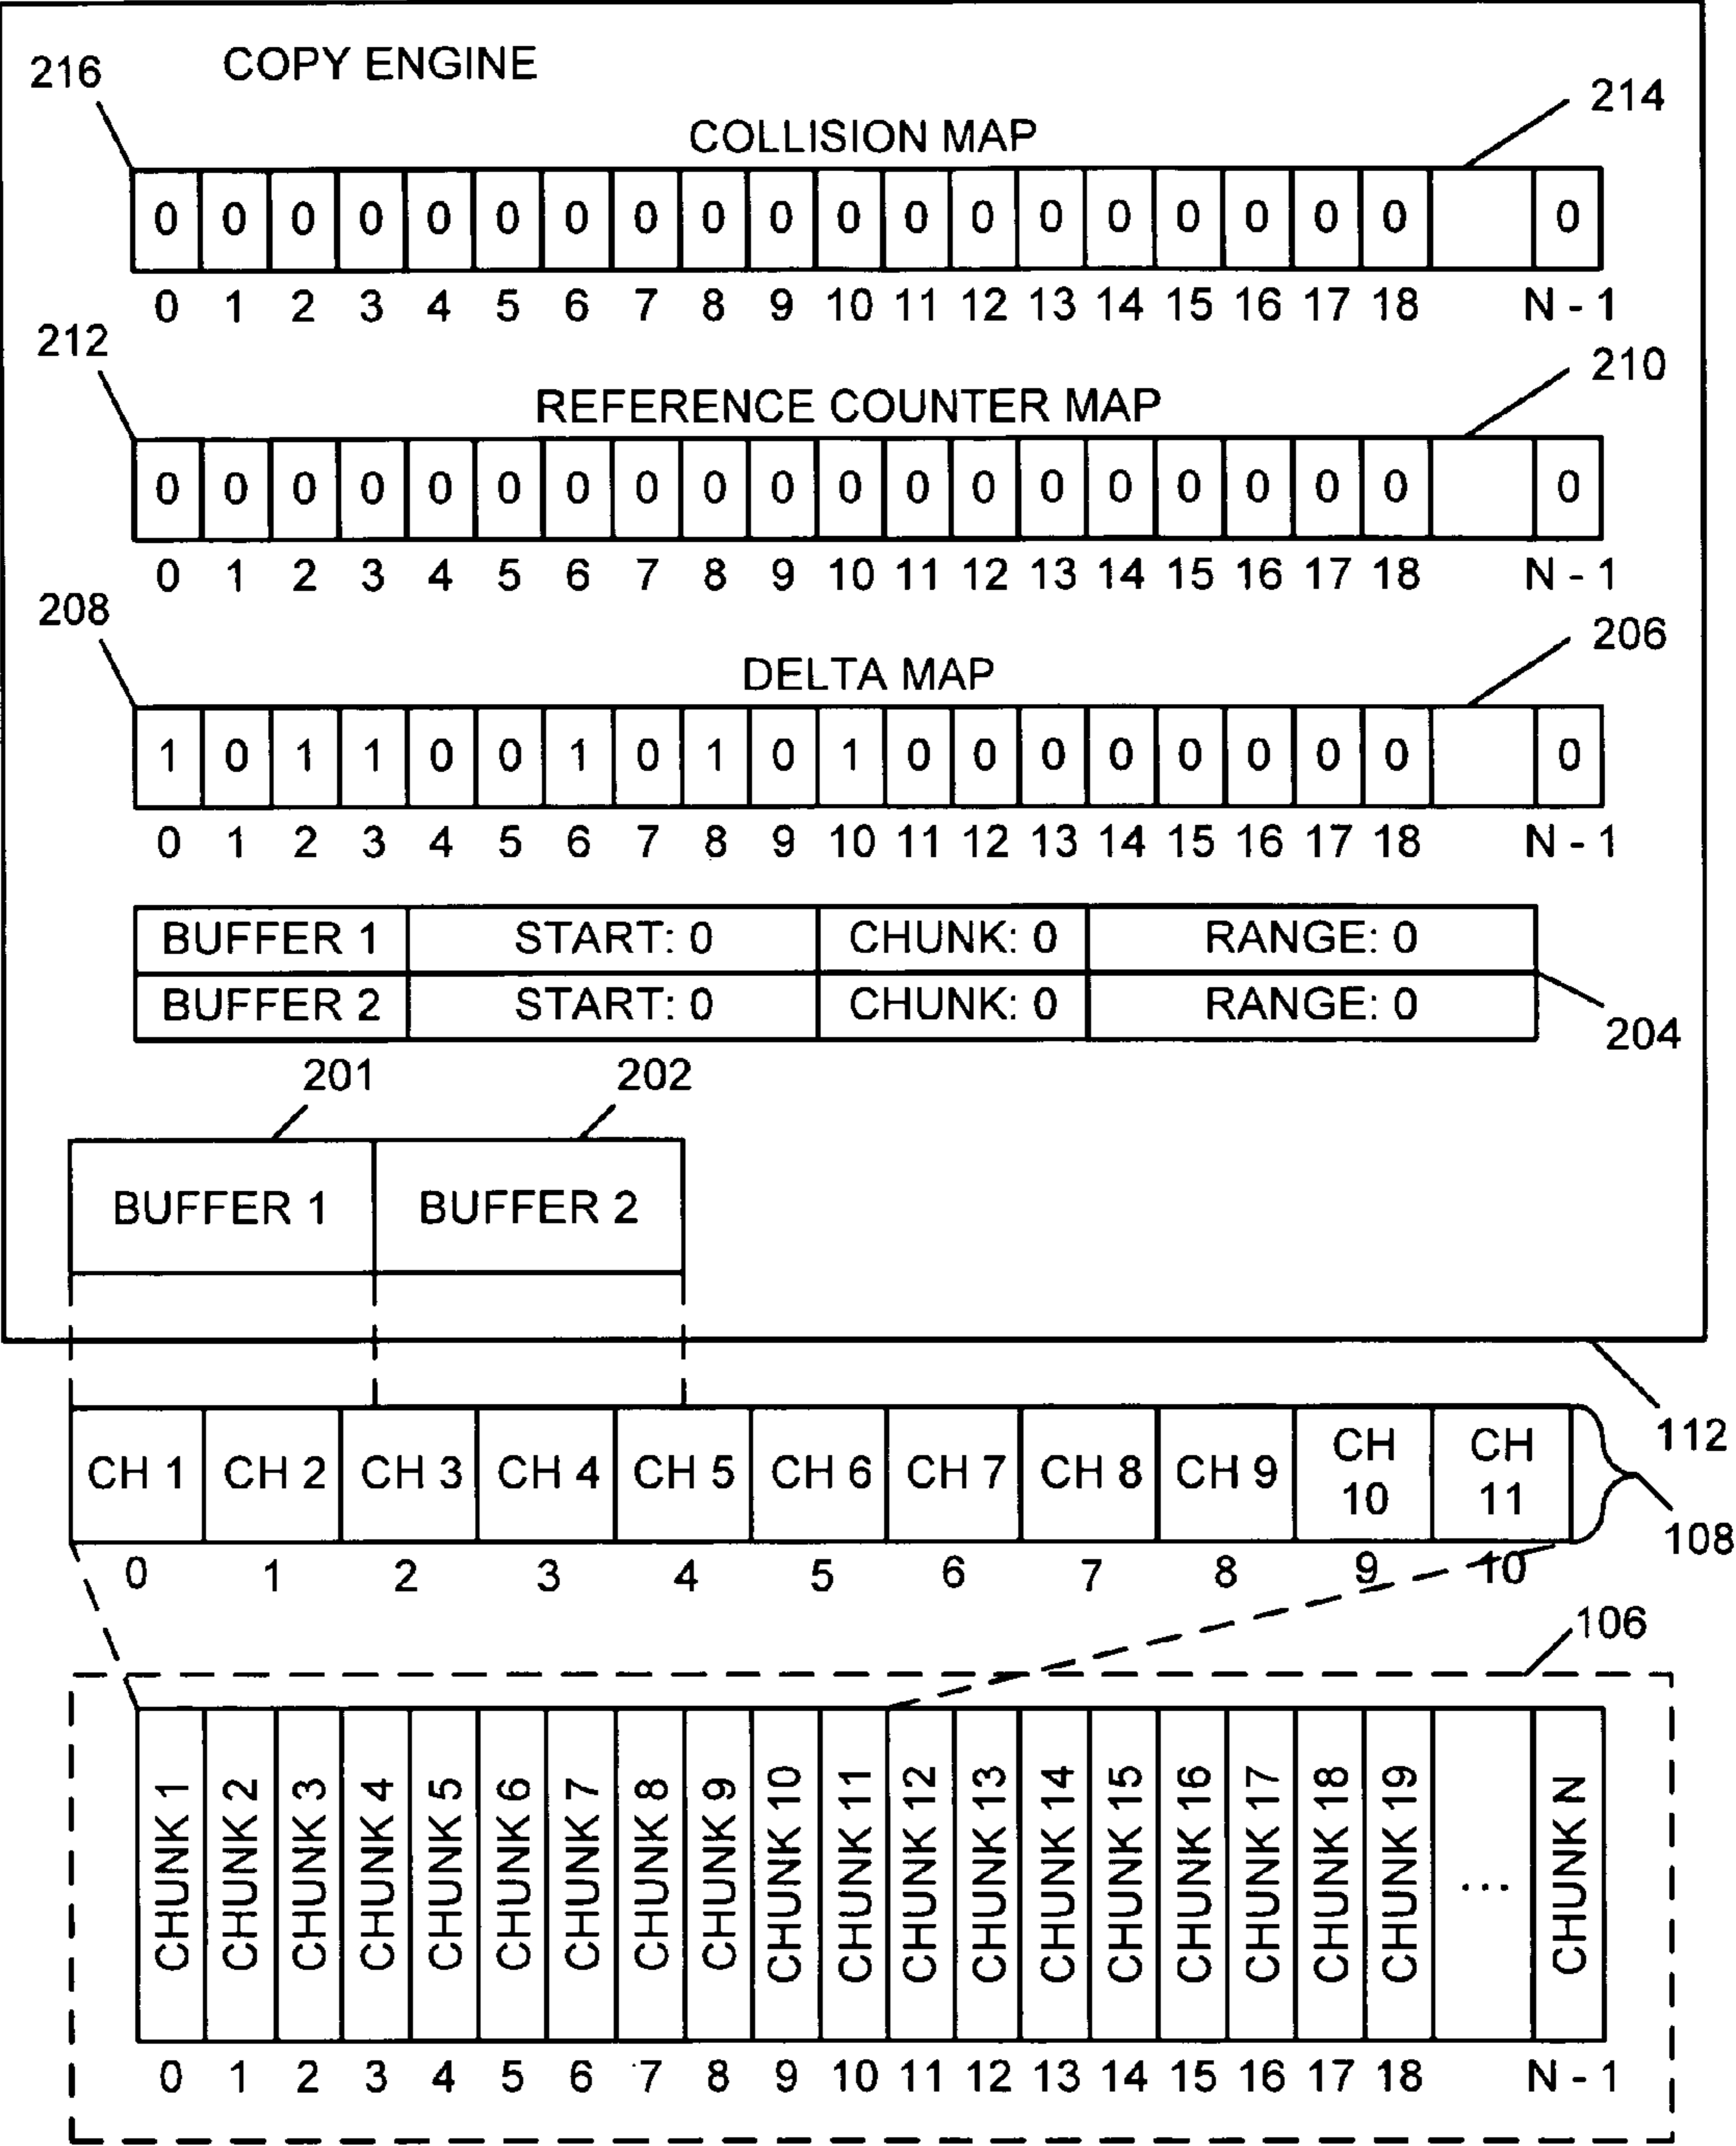 COPY ENGINE
216
214
COLLISION MAP
0 0 0 0 0 0 0 0 0 0 0 0 0 0 0 0 0 0 0 0
0 1 2 3 4 5 6 7 8 9 10 11 12 13 14 15 16 17 18 N - 1
212
210
REFERENCE COUNTER MAP
0 0 0 0 0 0 0 0 0 0 0 0 0 0 0 0 0 0 0 0
0 1 2 3 4 5 6 7 8 9 10 11 12 13 14 15 16 17 18 N - 1
208
206
DELTA MAP
1 0 1 1 0 0 1 0 1 0 1 0 0 0 0 0 0 0 0 0
0 1 2 3 4 5 6 7 8 9 10 11 12 13 14 15 16 17 18 N - 1
BUFFER 1 START: 0 CHUNK: 0 RANGE: 0
BUFFER 2 START: 0 CHUNK: 0 RANGE: 0
204
201
202
BUFFER 1 BUFFER 2
112
CH 1 CH 2 CH 3 CH 4 CH 5 CH 6 CH 7 CH 8 CH 9 CH 10 CH 11
108
0 1 2 3 4 5 6 7 8 9 10
106
CHUNK 1
CHUNK 2
CHUNK 3
CHUNK 4
CHUNK 5
CHUNK 6
CHUNK 7
CHUNK 8
CHUNK 9
CHUNK 10
CHUNK 11
CHUNK 12
CHUNK 13
CHUNK 14
CHUNK 15
CHUNK 16
CHUNK 17
CHUNK 18
CHUNK 19
...
CHUNK N
0 1 2 3 4 5 6 7 8 9 10 11 12 13 14 15 16 17 18 N - 1